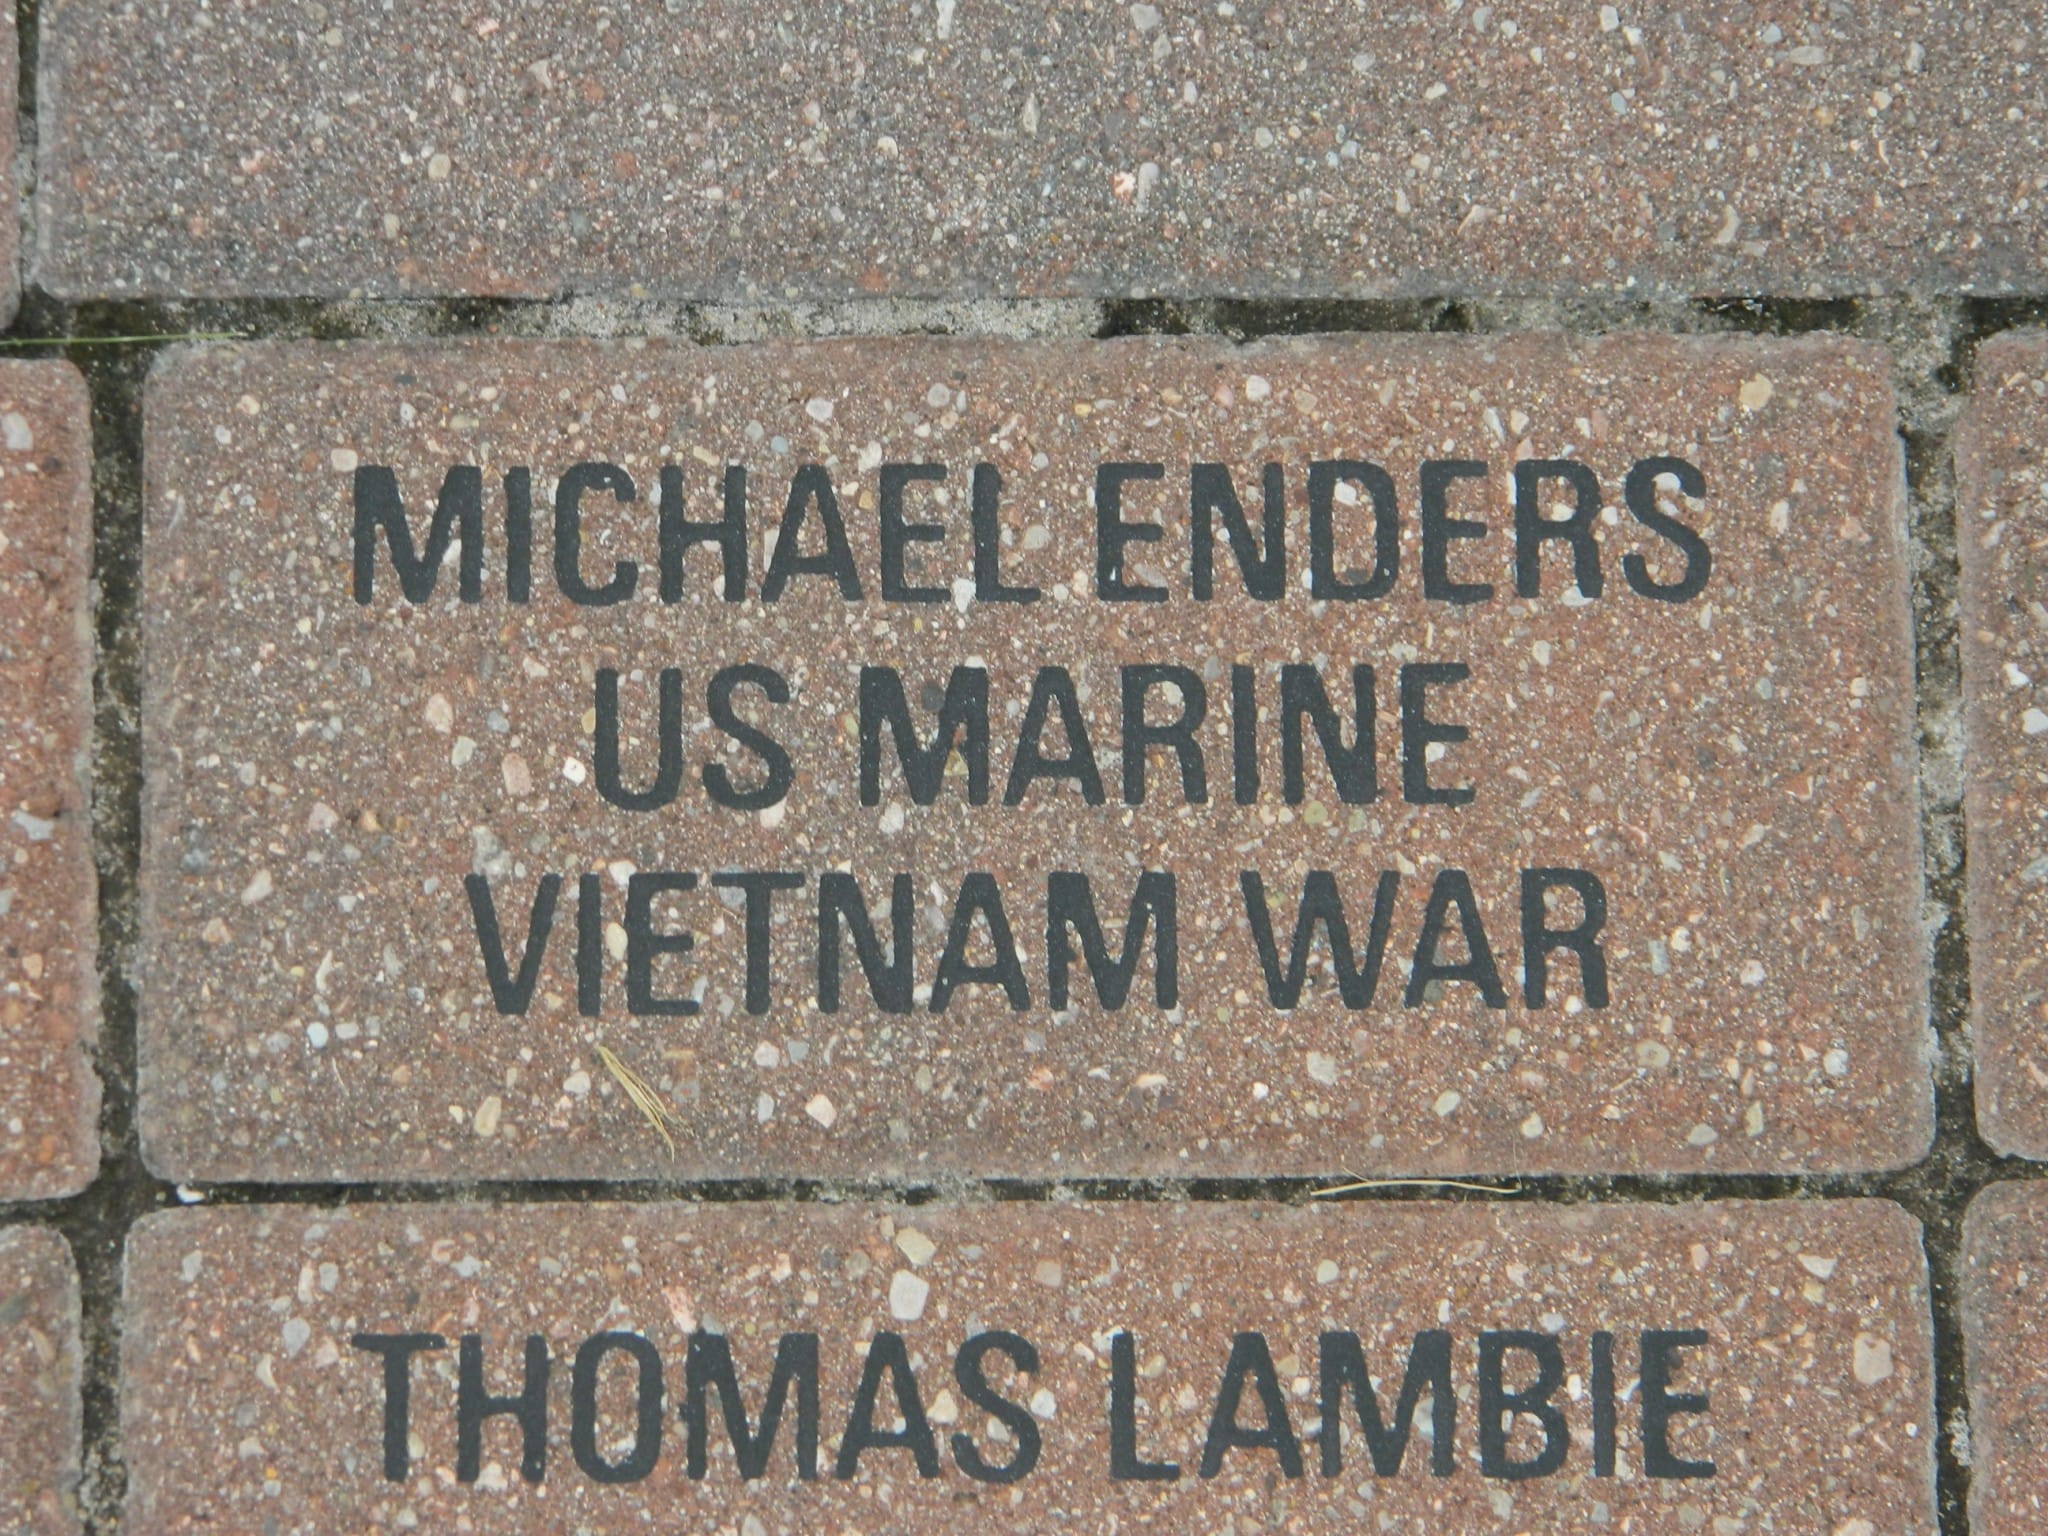 MICHAEL ENDERS
US MARINE
VIETNAM WAR
THOMAS LAMBIE